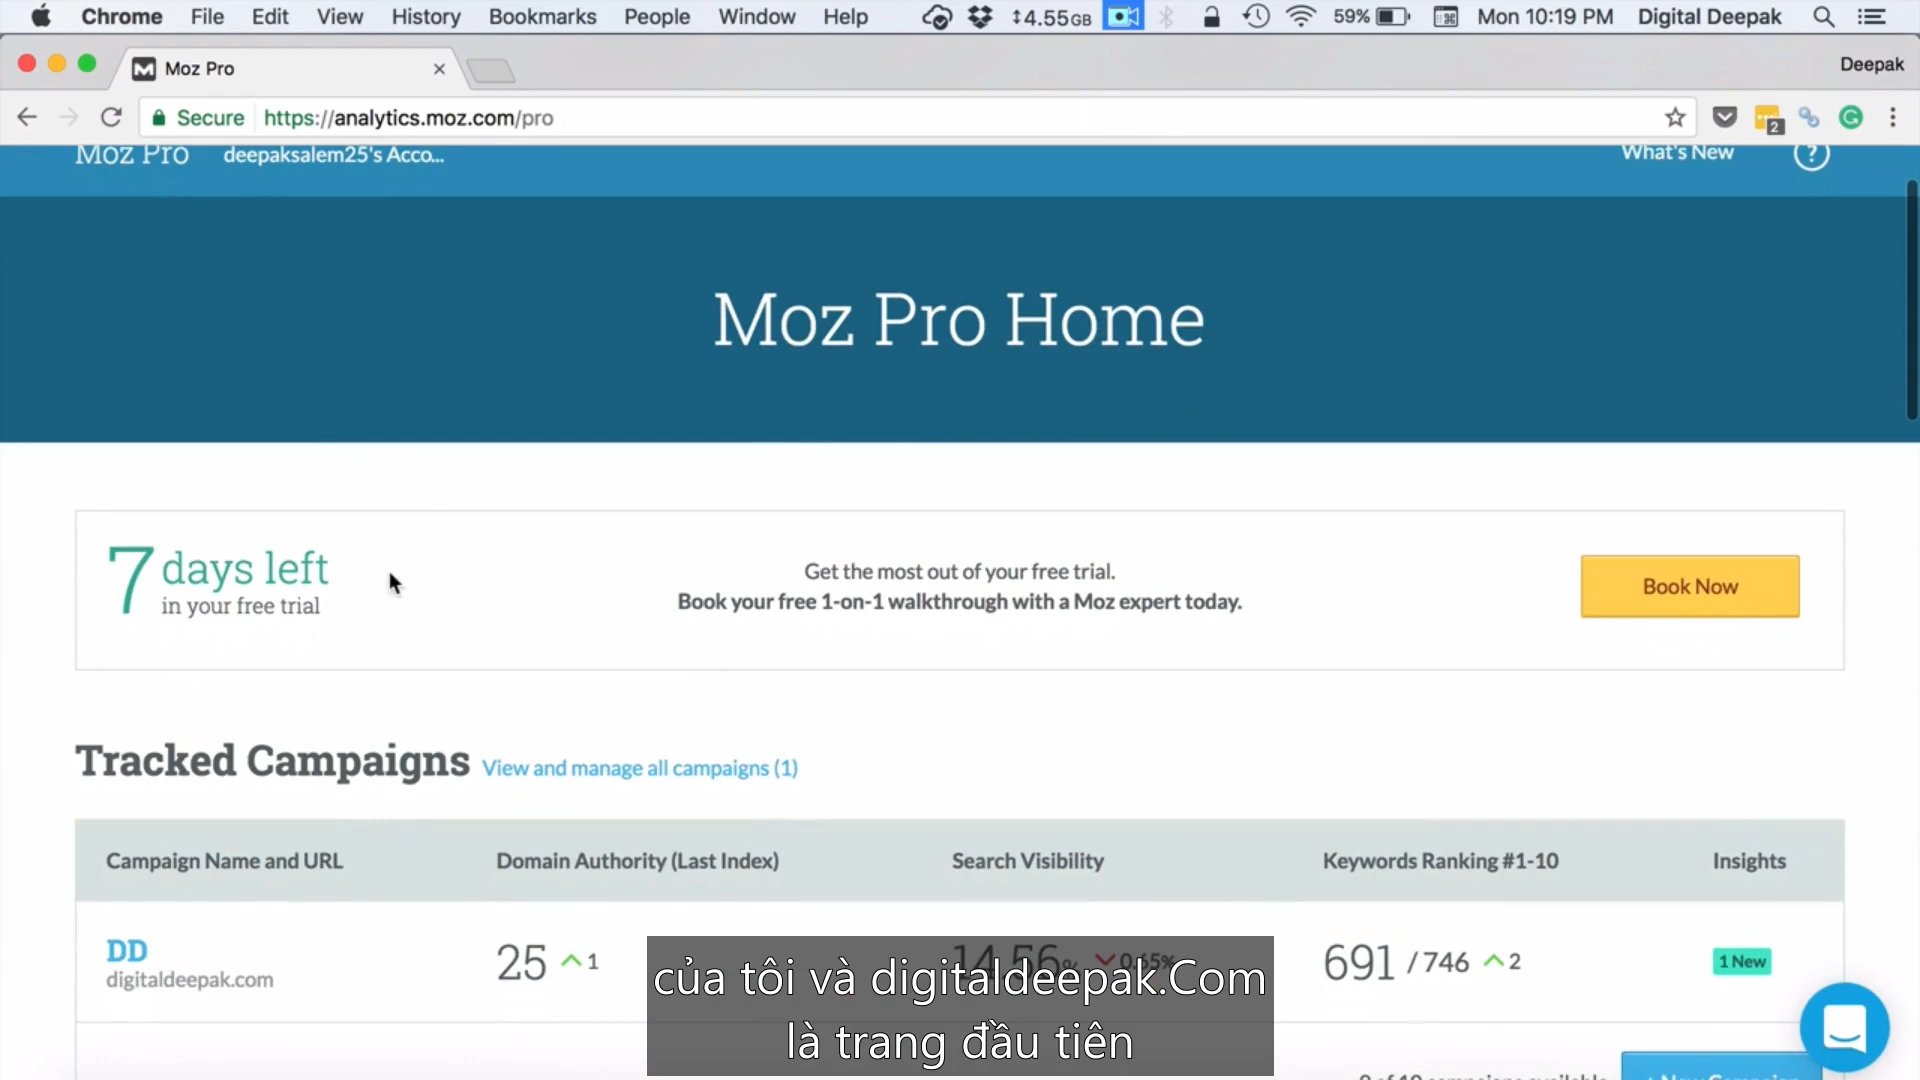 Chrome File Edit View History Bookmarks People Window Help 4.55GB 59% Mon 10:19 PM Digital Deepak
Moz Pro Deepak
Secure https://analytics.moz.com/pro 2
Moz Pro deepaksalem25's Acco... What's New ?
Moz Pro Home
7 days left
in your free trial
Get the most out of your free trial.
Book your free 1-on-1 walkthrough with a Moz expert today.
Book Now
Tracked Campaigns View and manage all campaigns (1)
Campaign Name and URL Domain Authority (Last Index) Search Visibility Keywords Ranking #1-10 Insights
DD
digitaldeepak.com
25 1 14.56% 0.65% 691 / 746 2 1 New
của tôi và digitaldeepak.Com
là trang đầu tiên